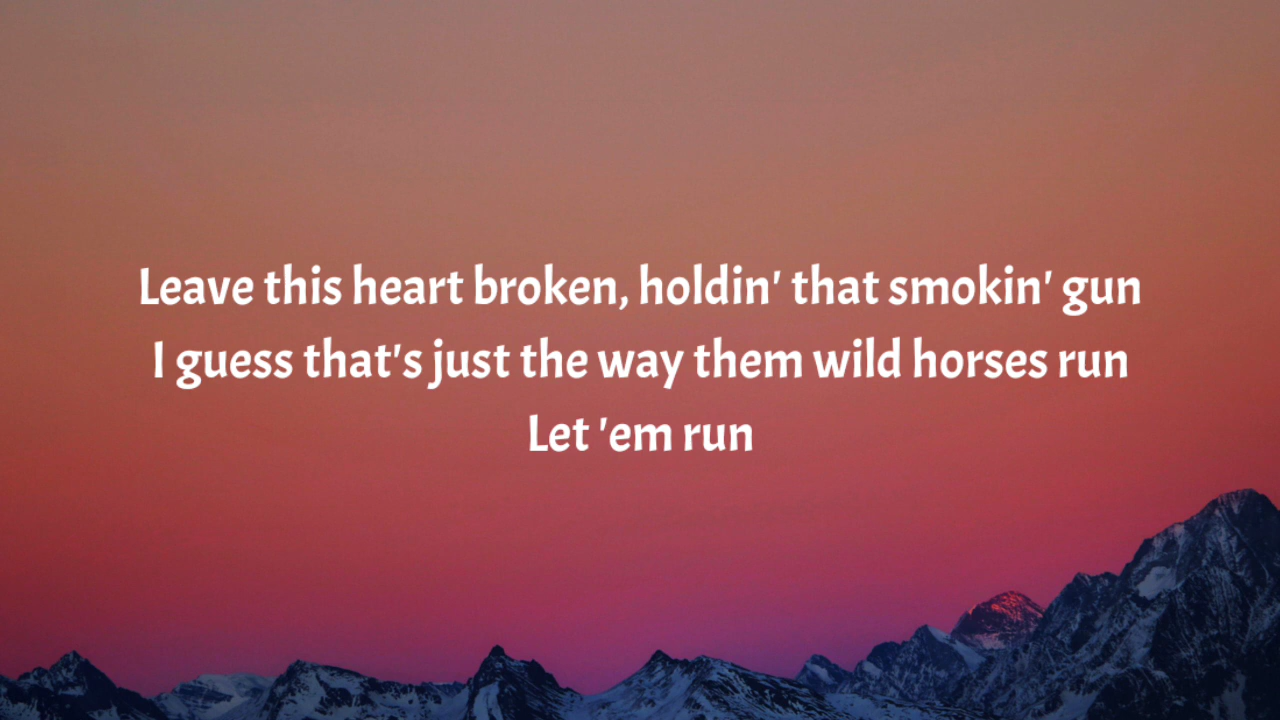 Leave this heart broken, holdin' that smokin' gun
I guess that's just the way them wild horses run
Let 'em run